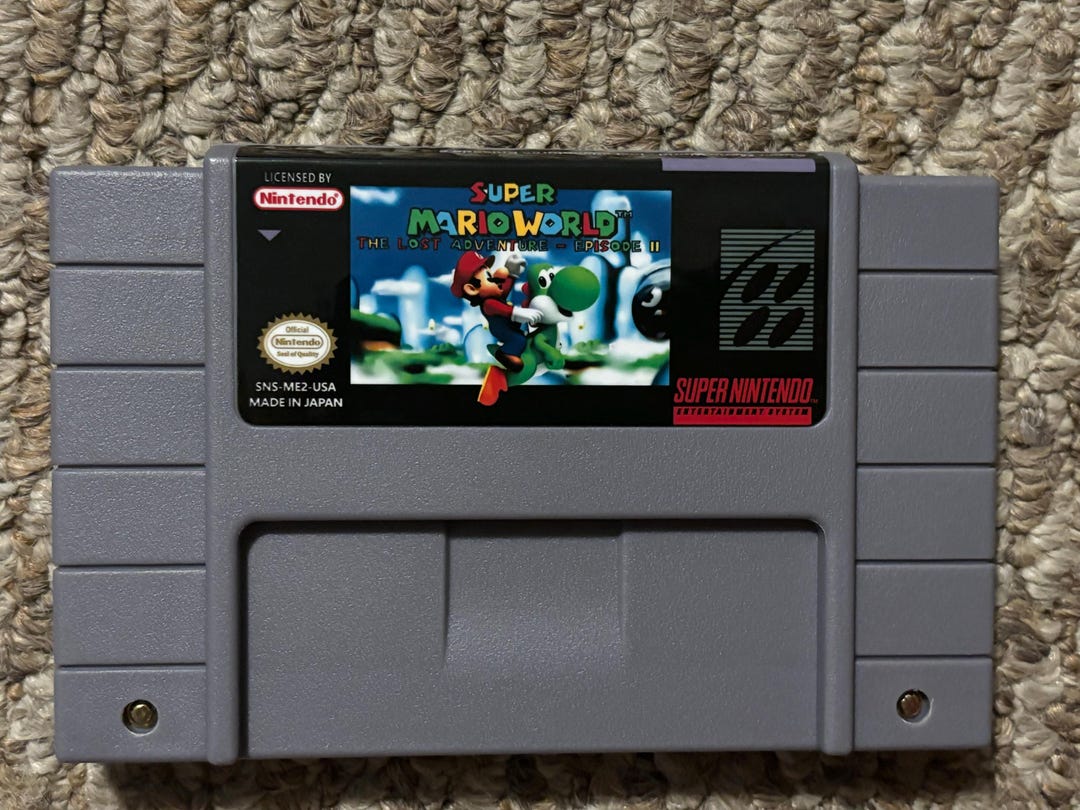 LICENSED BY
Nintendo®
SUPER
MARIO WORLD™
THE LOST ADVENTURE - EPISODE II
Official
Nintendo
Seal of Quality
SNS-ME2-USA
MADE IN JAPAN
SUPER NINTENDO™
ENTERTAINMENT SYSTEM